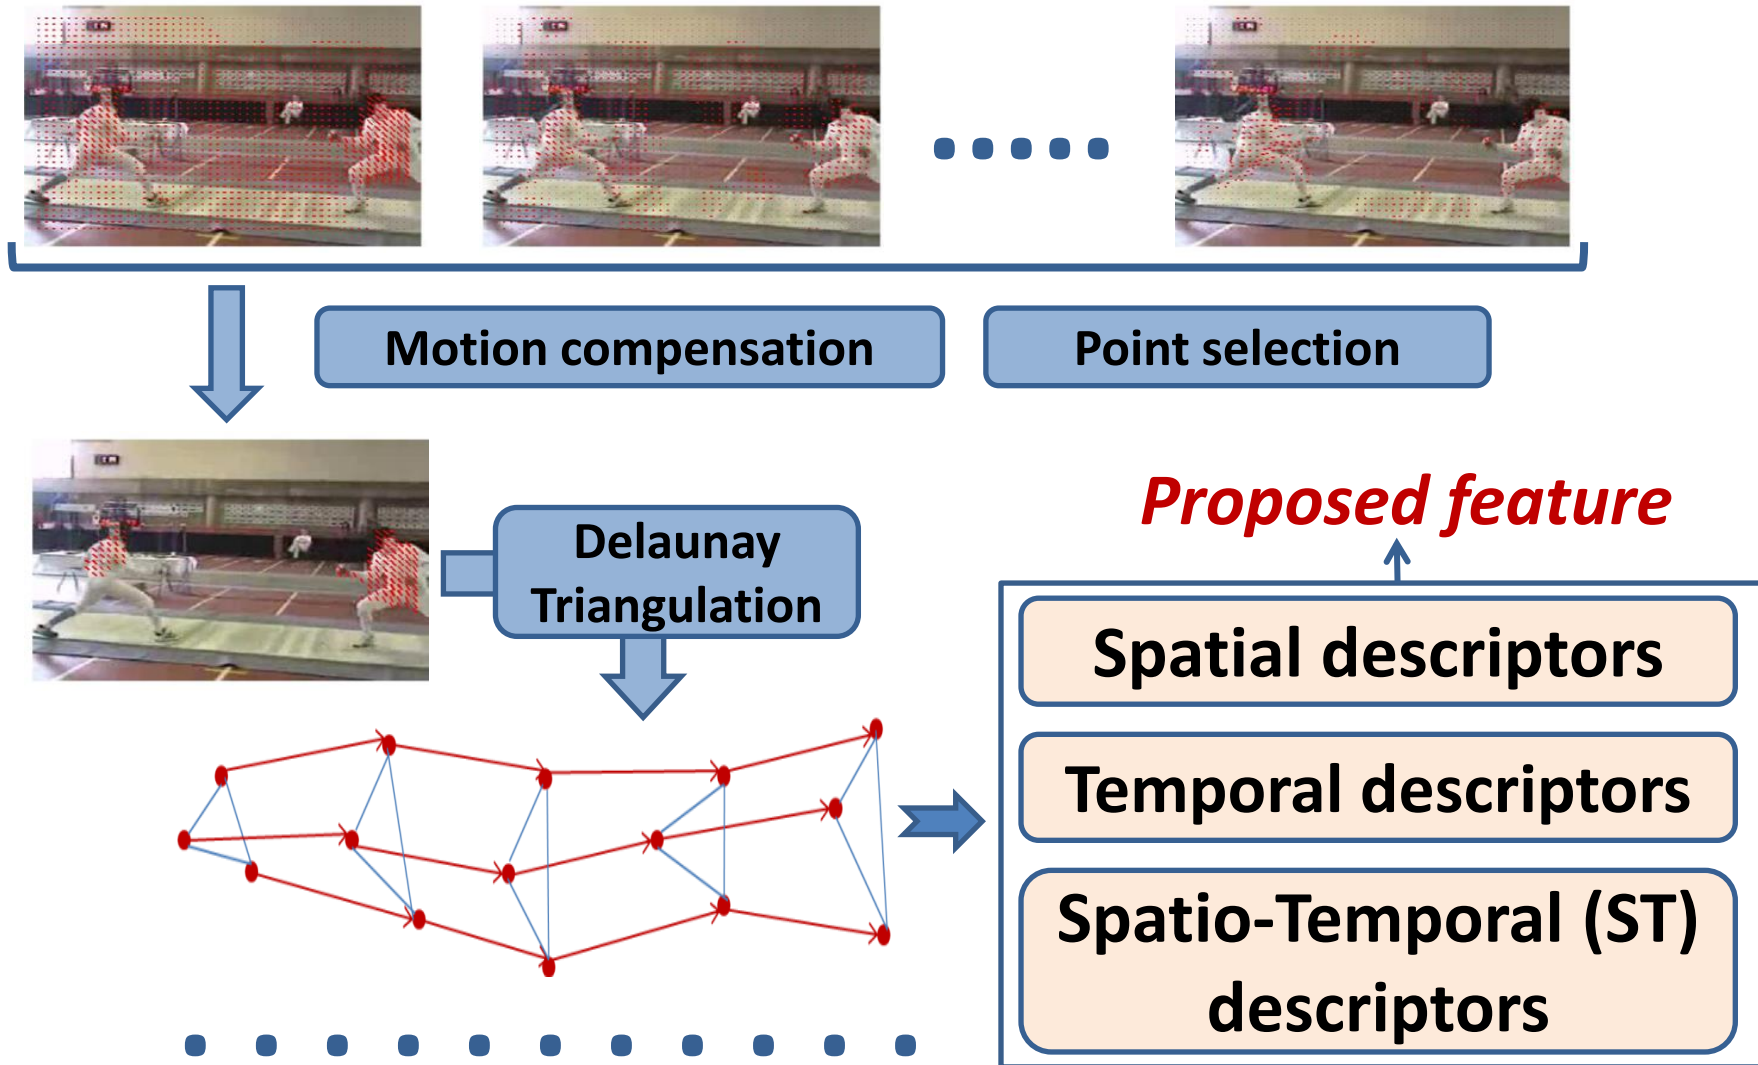 Motion compensation
Point selection
Delaunay
Triangulation
Proposed feature
Spatial descriptors
Temporal descriptors
Spatio-Temporal (ST)
descriptors